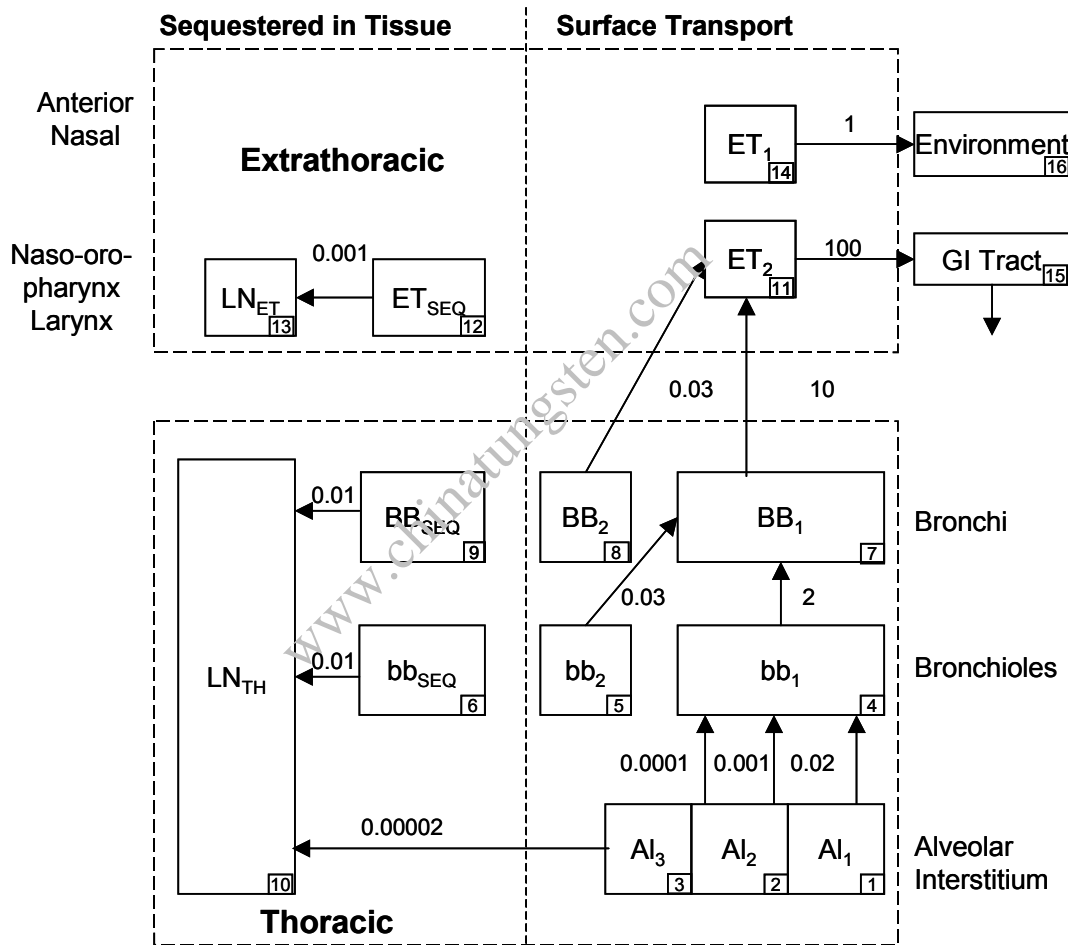 Sequestered in Tissue
Surface Transport
Anterior
Nasal
Extrathoracic
ET1
14
1
Environment
16
Naso-oro-
pharynx
Larynx
LNET
13
0.001
ETSEQ
12
ET2
11
100
GI Tract
15
0.03
10
LNTH
10
0.01
BBSEQ
9
BB2
8
BB1
7
Bronchi
0.03
2
0.01
bbSEQ
6
bb2
5
bb1
4
Bronchioles
0.0001
0.001
0.02
0.00002
AI3
3
AI2
2
AI1
1
Alveolar
Interstitium
Thoracic
www.chinatungsten.com